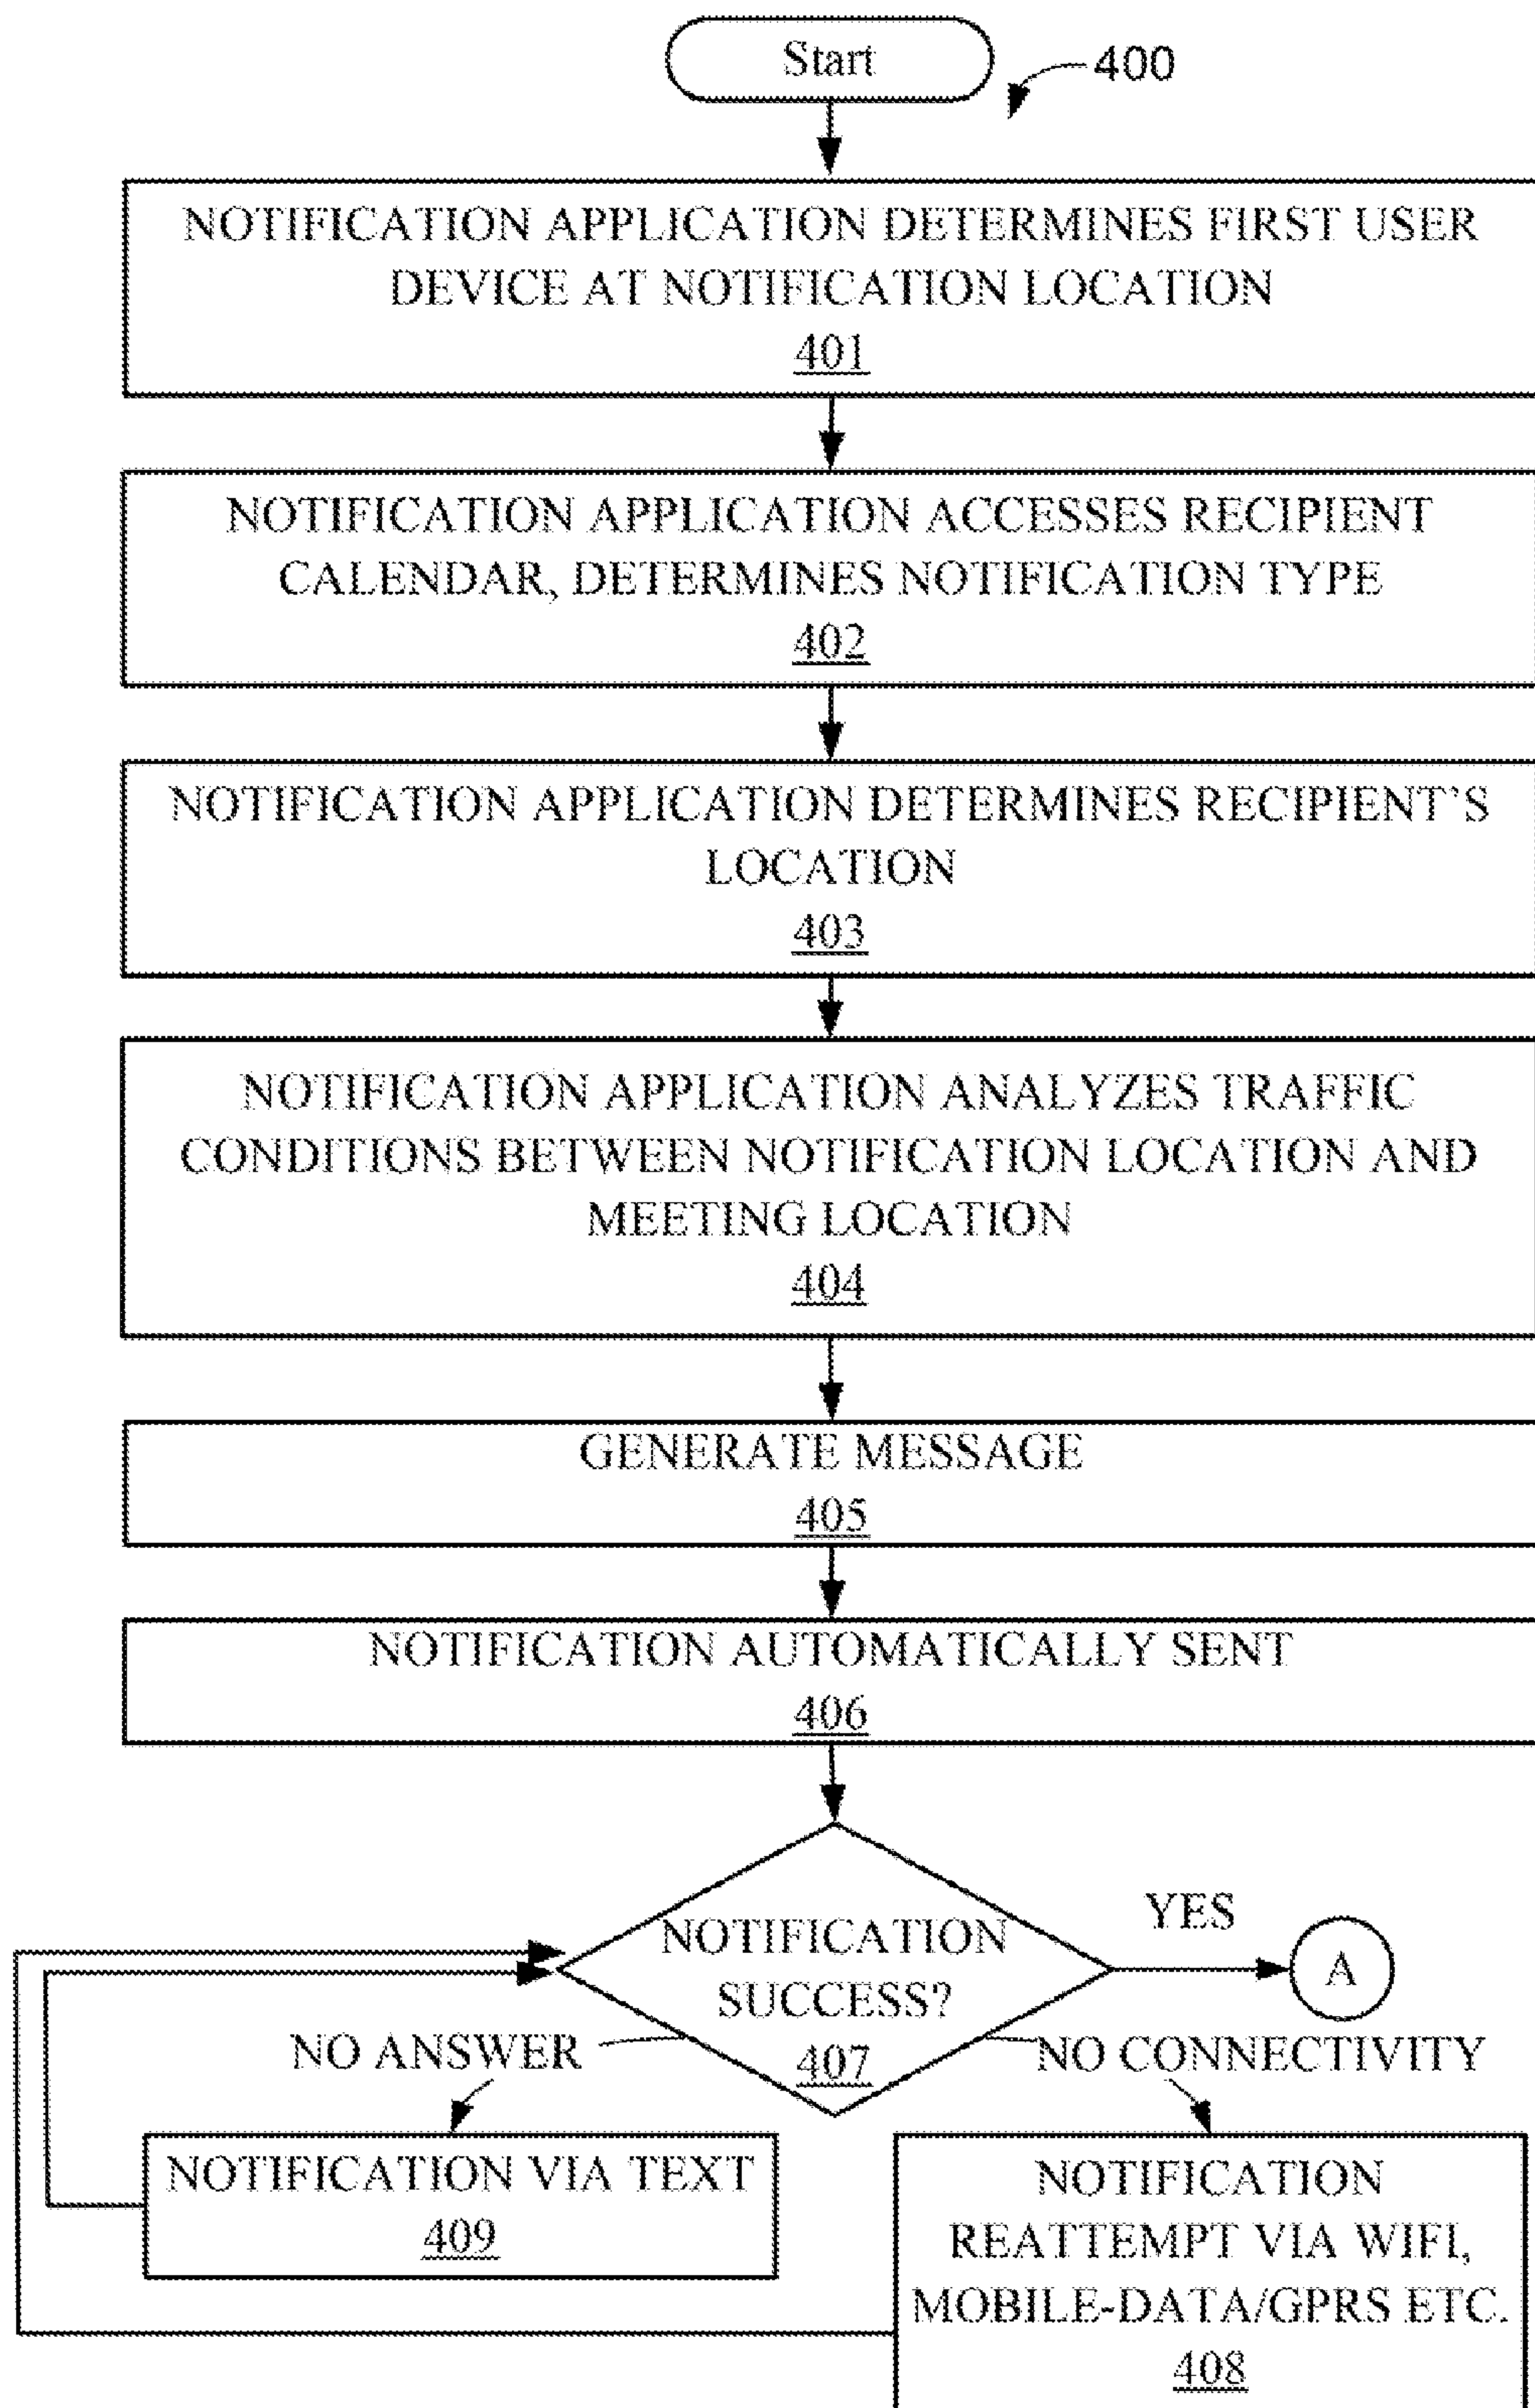 Start
400
NOTIFICATION APPLICATION DETERMINES FIRST USER
DEVICE AT NOTIFICATION LOCATION
401
NOTIFICATION APPLICATION ACCESSES RECIPIENT
CALENDAR, DETERMINES NOTIFICATION TYPE
402
NOTIFICATION APPLICATION DETERMINES RECIPIENT'S
LOCATION
403
NOTIFICATION APPLICATION ANALYZES TRAFFIC
CONDITIONS BETWEEN NOTIFICATION LOCATION AND
MEETING LOCATION
404
GENERATE MESSAGE
405
NOTIFICATION AUTOMATICALLY SENT
406
NOTIFICATION
SUCCESS?
407
YES
A
NO ANSWER
NO CONNECTIVITY
NOTIFICATION VIA TEXT
409
NOTIFICATION
REATTEMPT VIA WIFI,
MOBILE-DATA/GPRS ETC.
408